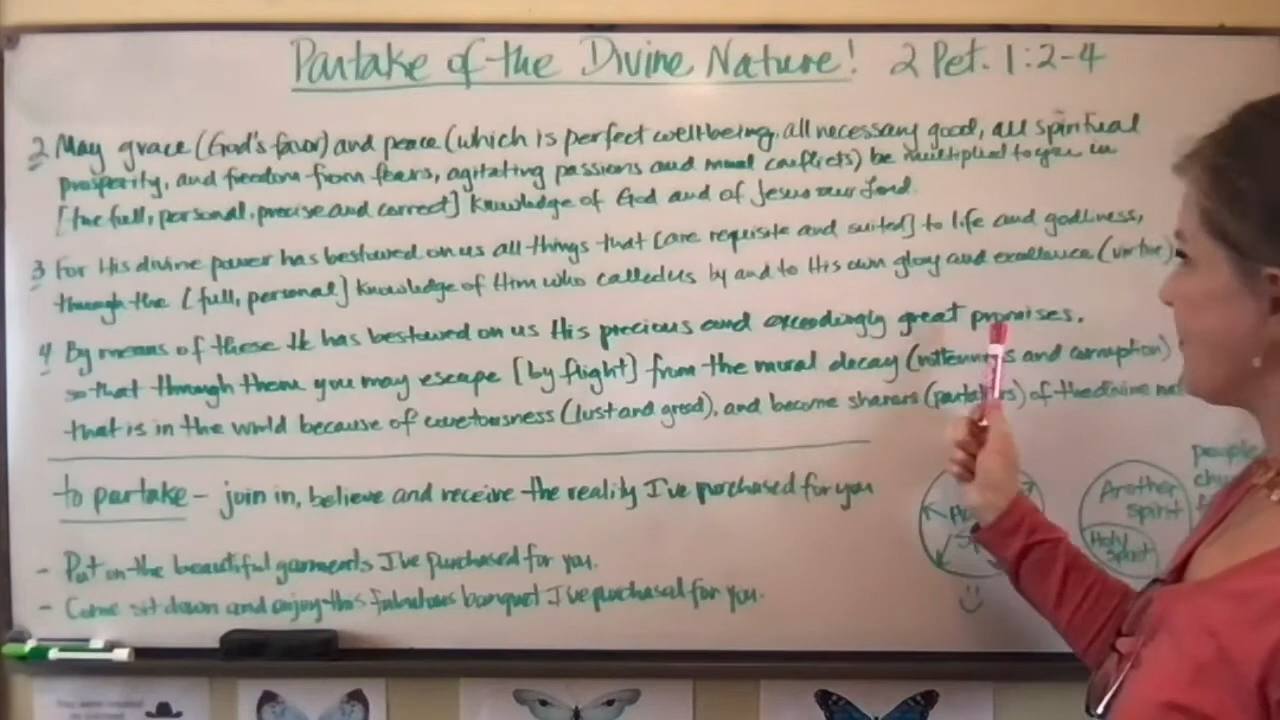 Partake of the Divine Nature! 2 Pet. 1:2-4
2 May grace (God's favor) and peace (which is perfect well-being, all necessary good, all spiritual
prosperity, and freedom from fears, agitating passions and moral conflicts) be multiplied to you in
[the full, personal, precise and correct] knowledge of God and of Jesus our Lord.
3 For His divine power has bestowed on us all things that [are requisite and suited] to life and godliness,
through the [full, personal] knowledge of Him who called us by and to His own glory and excellence (virtue).
4 By means of these He has bestowed on us His precious and exceedingly great promises,
so that through them you may escape [by flight] from the moral decay (rottenness and corruption)
that is in the world because of covetousness (lust and greed), and become sharers (partakers) of the divine
to partake - join in, believe and receive the reality I've purchased for you
- Put on the beautiful garments I've purchased for you.
- Come sit down and enjoy this fabulous banquet I've purchased for you.
Another
spirit
Holy
Spirit
people